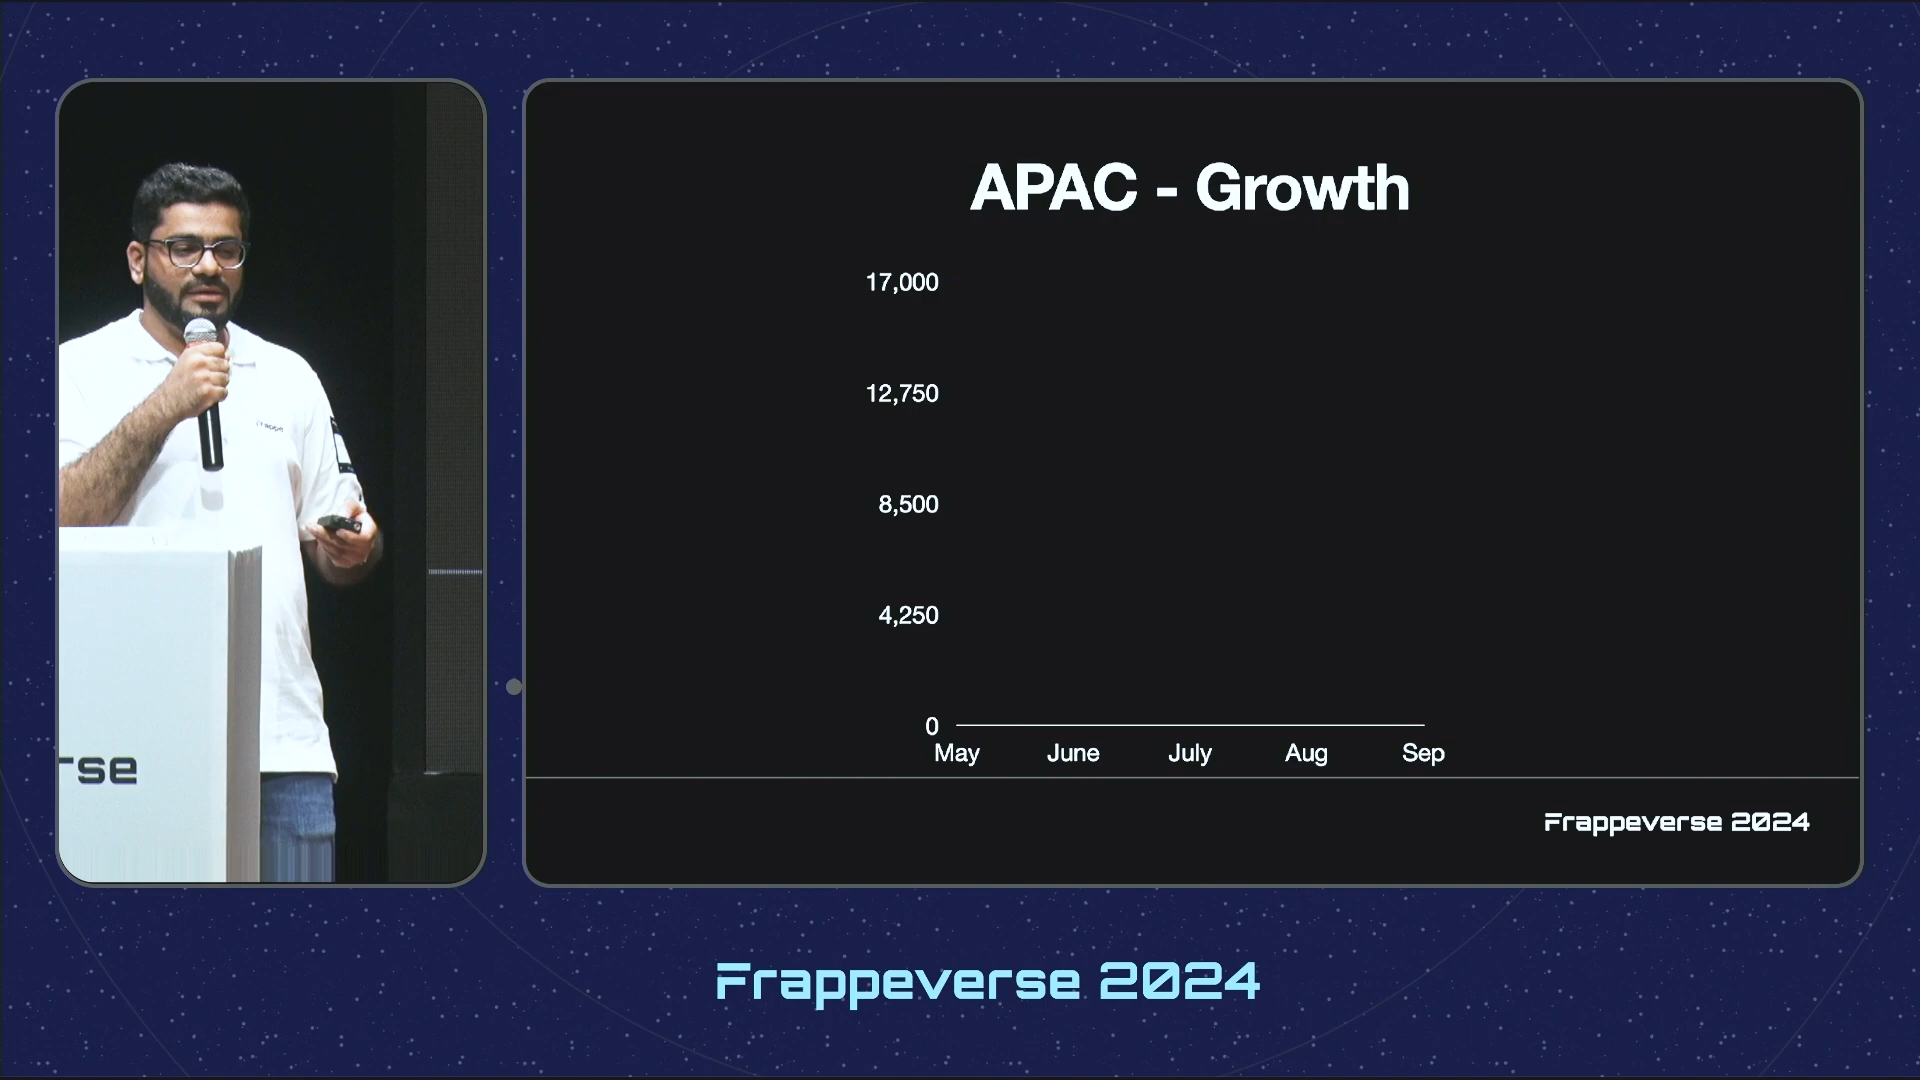 APAC - Growth
17,000
12,750
8,500
4,250
0
May June July Aug Sep
Frappeverse 2024
frappe
rse
Frappeverse 2024